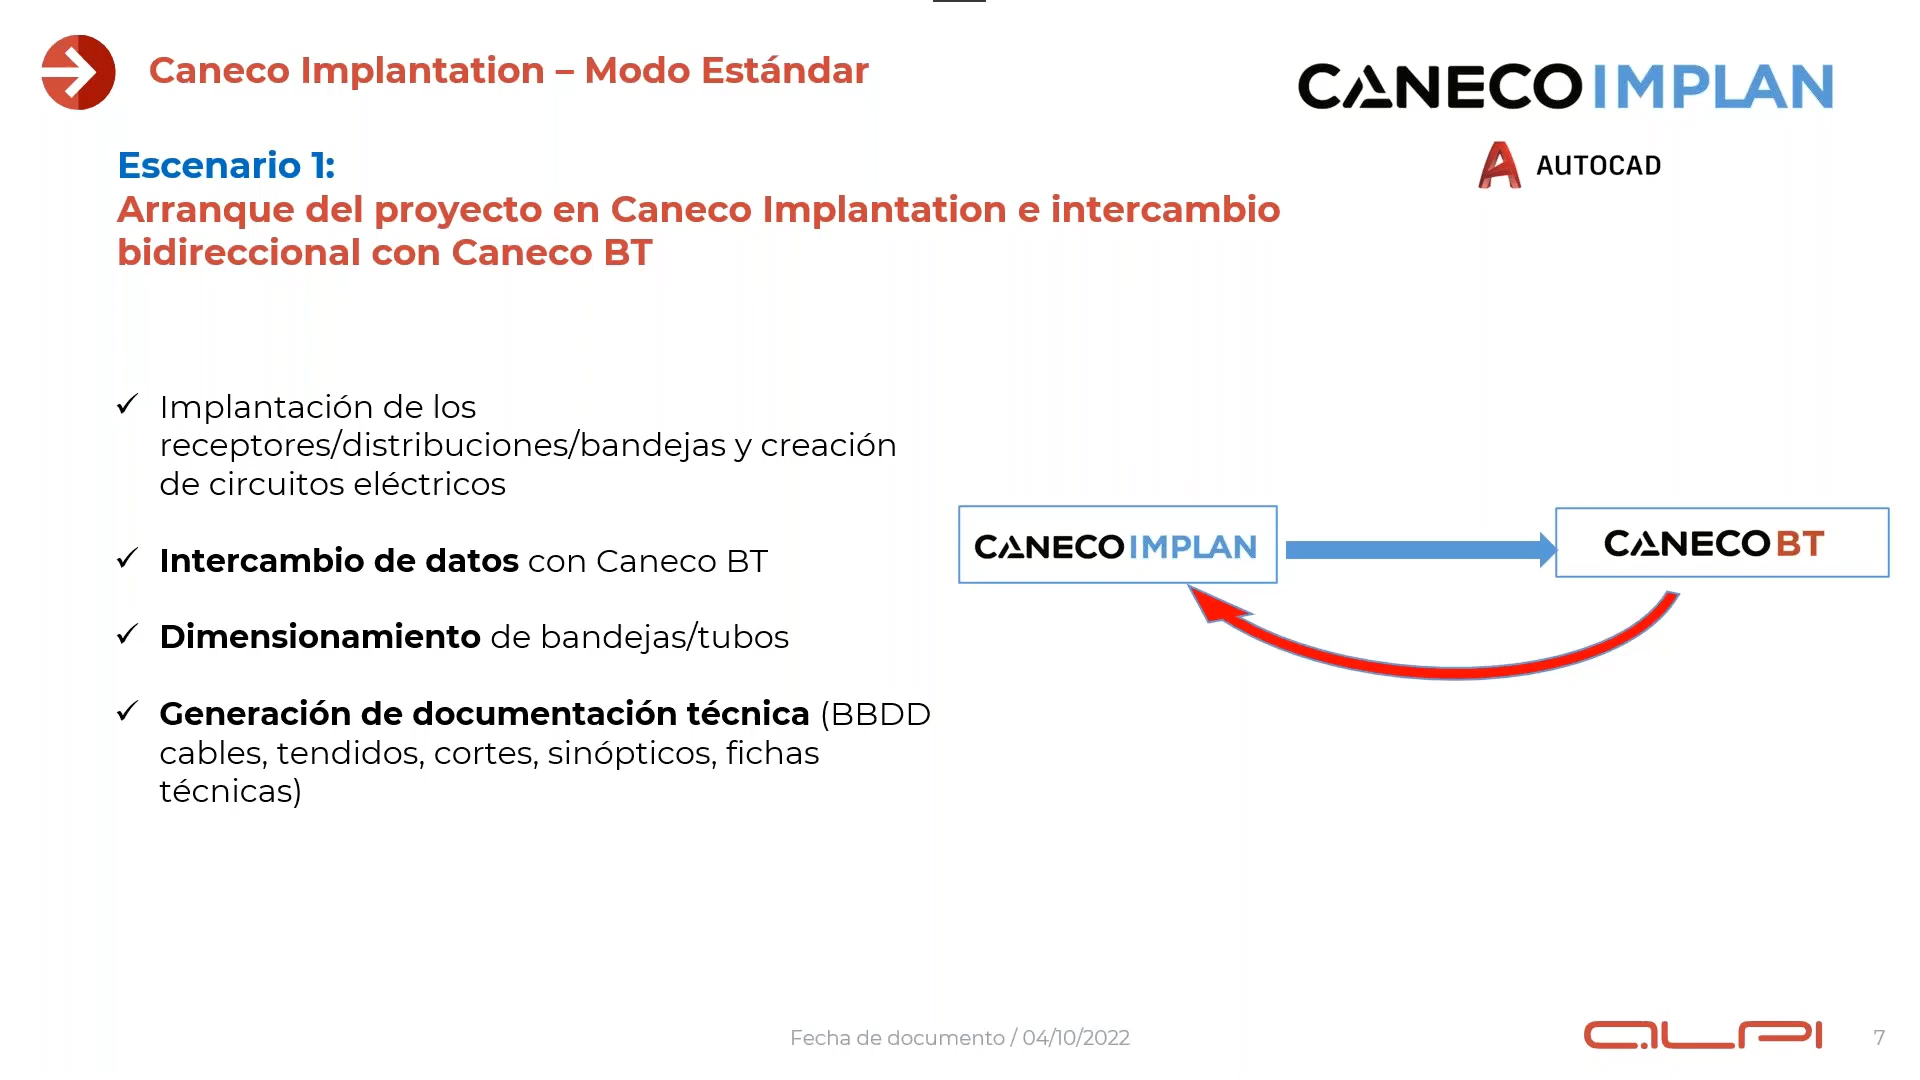 Caneco Implantation – Modo Estándar
CANECO IMPLAN
AUTOCAD
Escenario 1:
Arranque del proyecto en Caneco Implantation e intercambio
bidireccional con Caneco BT
✓ Implantación de los
receptores/distribuciones/bandejas y creación
de circuitos eléctricos
✓ Intercambio de datos con Caneco BT
✓ Dimensionamiento de bandejas/tubos
✓ Generación de documentación técnica (BBDD
cables, tendidos, cortes, sinópticos, fichas
técnicas)
CANECO IMPLAN
CANECO BT
Fecha de documento / 04/10/2022
ALPI
7